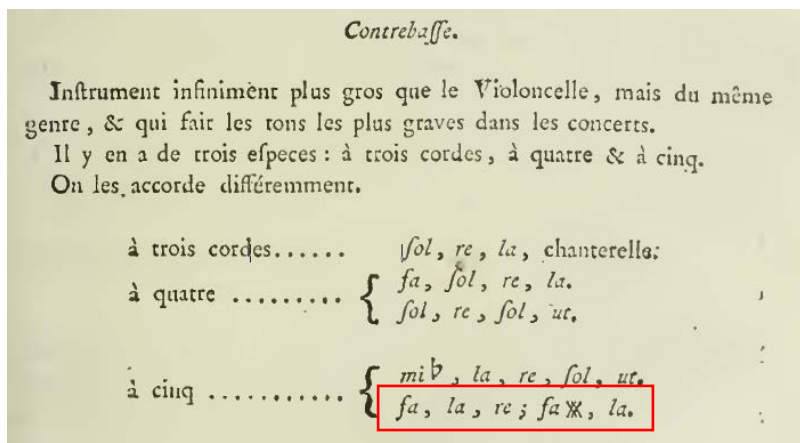 Contrebaſſe.
Inſtrument infinimènt plus gros que le Violoncelle, mais du même
genre, & qui fait les tons les plus graves dans les concerts.
Il y en a de trois eſpeces : à trois cordes, à quatre & à cinq.
On les accorde différemment.
à trois cordes...... ſol, re, la, chanterelle;
à quatre ......... { fa, ſol, re, la.
ſol, re, ſol, ut.
à cinq ........... { mi♭, la, re, ſol, ut.
fa, la, re; fa※, la.